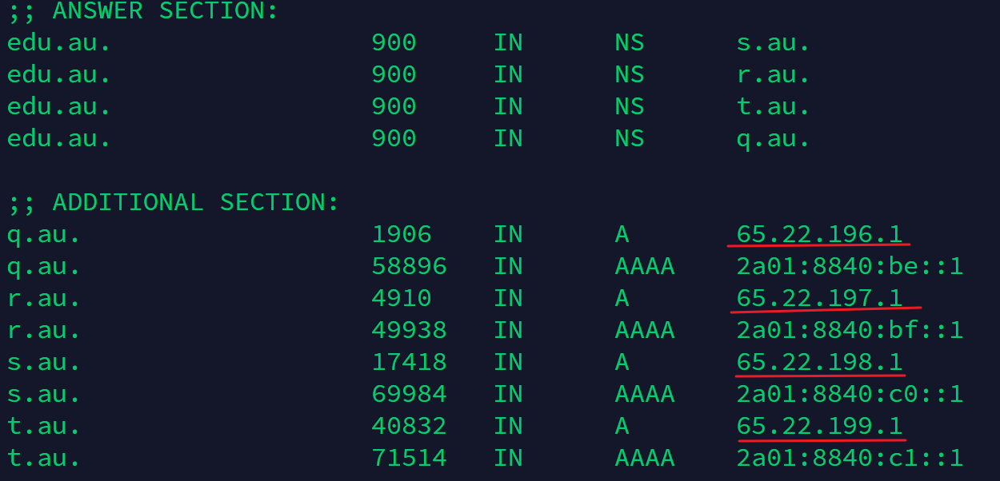 ;; ANSWER SECTION:
edu.au. 900 IN NS s.au.
edu.au. 900 IN NS r.au.
edu.au. 900 IN NS t.au.
edu.au. 900 IN NS q.au.
;; ADDITIONAL SECTION:
q.au. 1906 IN A 65.22.196.1
q.au. 58896 IN AAAA 2a01:8840:be::1
r.au. 4910 IN A 65.22.197.1
r.au. 49938 IN AAAA 2a01:8840:bf::1
s.au. 17418 IN A 65.22.198.1
s.au. 69984 IN AAAA 2a01:8840:c0::1
t.au. 40832 IN A 65.22.199.1
t.au. 71514 IN AAAA 2a01:8840:c1::1